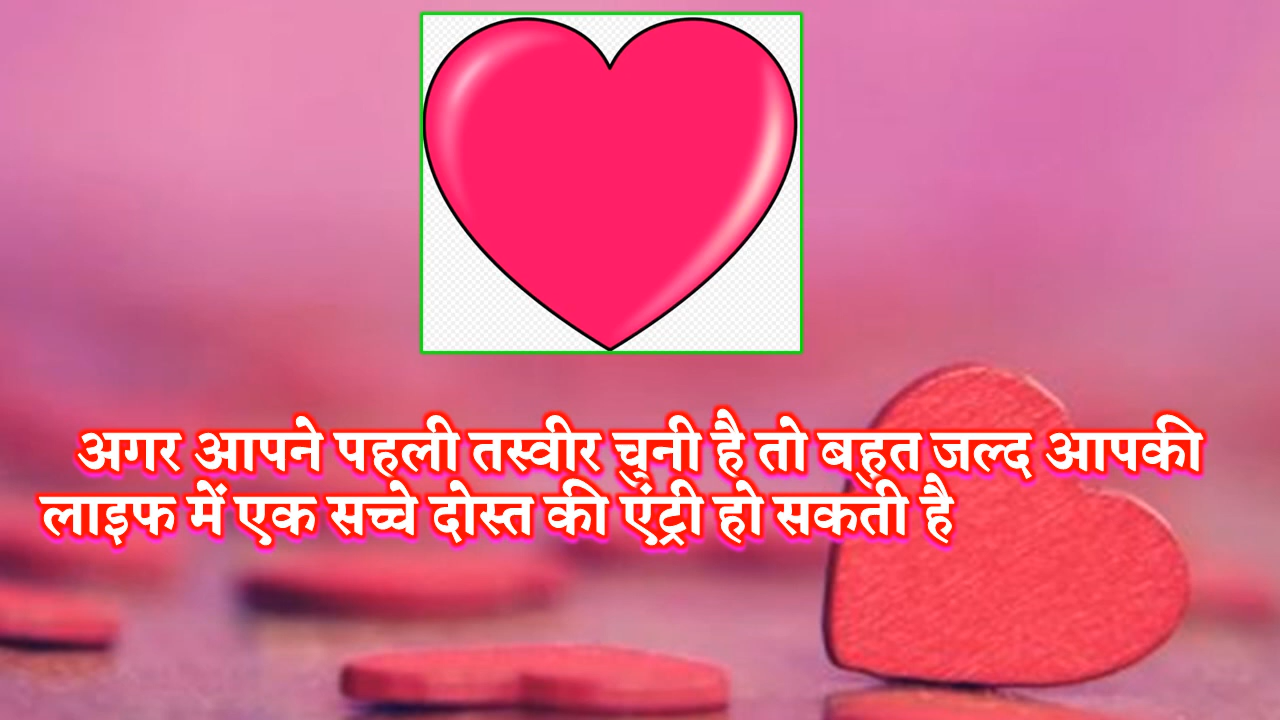 अगर आपने पहली तस्वीर चुनी है तो बहुत जल्द आपकी
लाइफ में एक सच्चे दोस्त की एंट्री हो सकती है